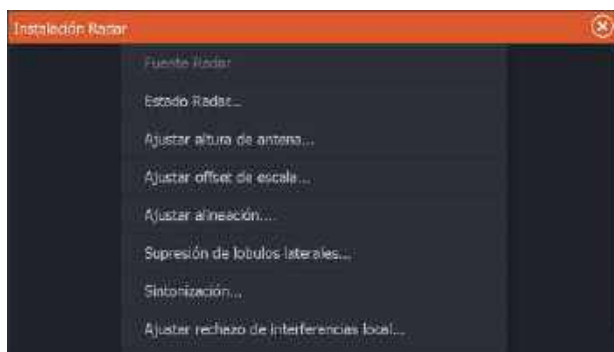 Instalación Radar
Fuente Radar
Estado Radar...
Ajustar altura de antena...
Ajustar offset de escala...
Ajustar alineación....
Supresión de lobulos laterales...
Sintonización...
Ajustar rechazo de interferencias local...